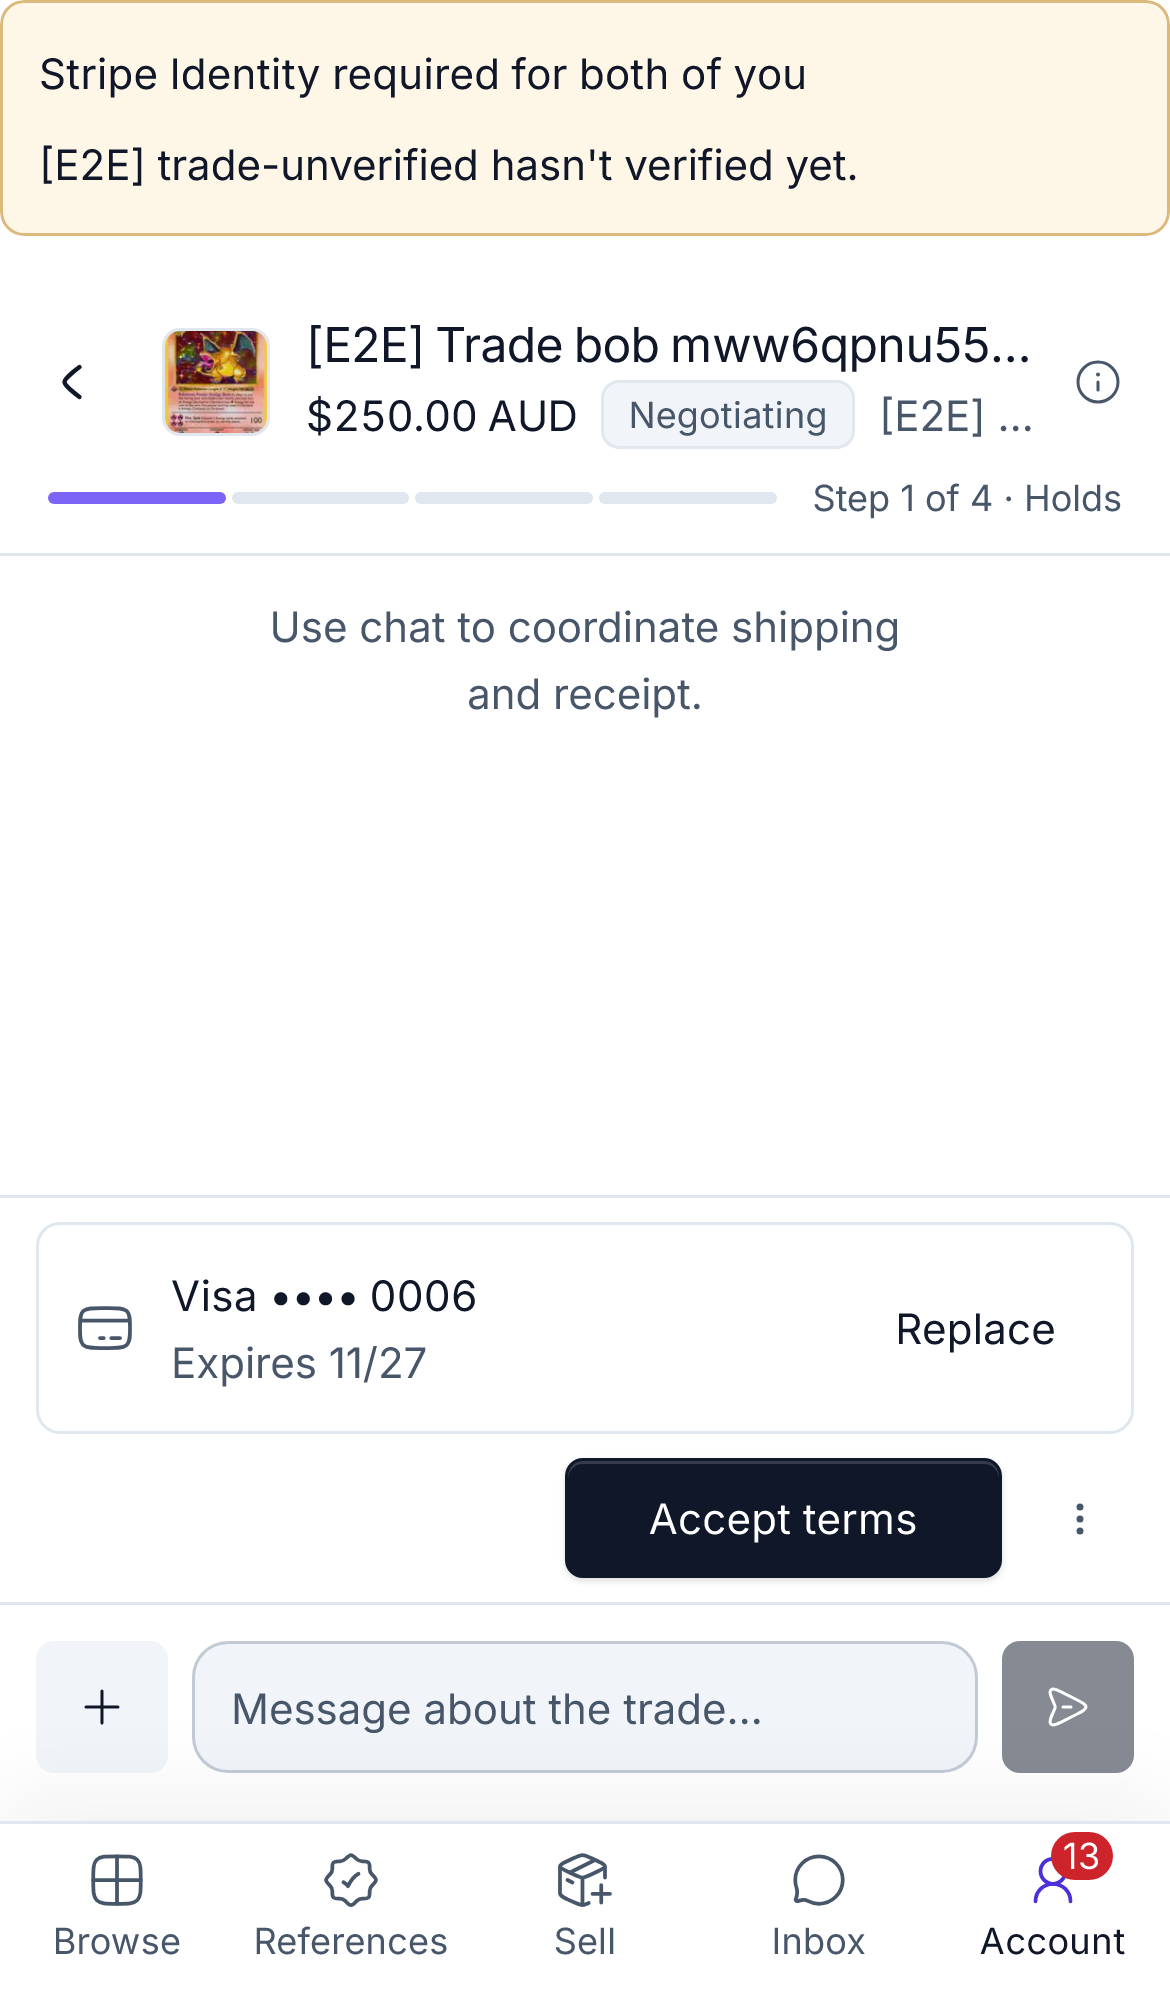 Stripe Identity required for both of you
[E2E] trade-unverified hasn't verified yet.
[E2E] Trade bob mww6qpnu55...
$250.00 AUD Negotiating [E2E] ...
Step 1 of 4 · Holds
Use chat to coordinate shipping
and receipt.
Visa •••• 0006
Expires 11/27
Replace
Accept terms
Message about the trade...
13
Browse References Sell Inbox Account